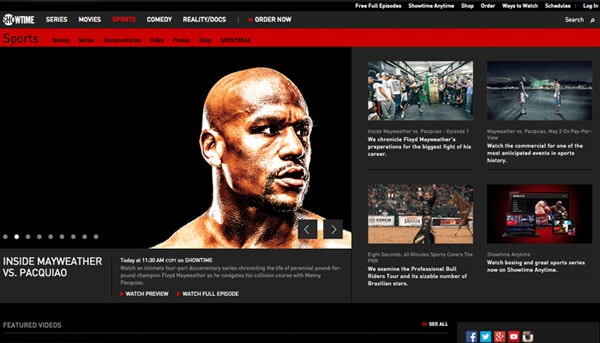 Free Full Episodes Showtime Anytime Shop Order Ways to Watch Schedules Log In
SHOWTIME SERIES MOVIES SPORTS COMEDY REALITY/DOCS ORDER NOW Search
Sports Boxing Series Documentaries Video Photos Shop SHOSTREAK
Inside Mayweather vs. Pacquiao - Episode 1
We chronicle Floyd Mayweather's
preparations for the biggest fight of his
career.
Mayweather vs. Pacquiao, May 2 On Pay-Per-
View
Watch the commercial for one of the
most anticipated events in sports
history.
INSIDE MAYWEATHER
VS. PACQUIAO
Today at 11:30 AM ET/PT on SHOWTIME
Watch an intimate four-part documentary series chronicling the life of perennial pound-for-
pound champion Floyd Mayweather as he navigates his collision course with Manny
Pacquiao.
WATCH PREVIEW WATCH FULL EPISODE
Eight Seconds: 60 Minutes Sports Covers The
PBR
We examine the Professional Bull
Riders Tour and its sizable number of
Brazilian stars.
Showtime Anytime
Watch boxing and great sports series
now on Showtime Anytime.
FEATURED VIDEOS SEE ALL